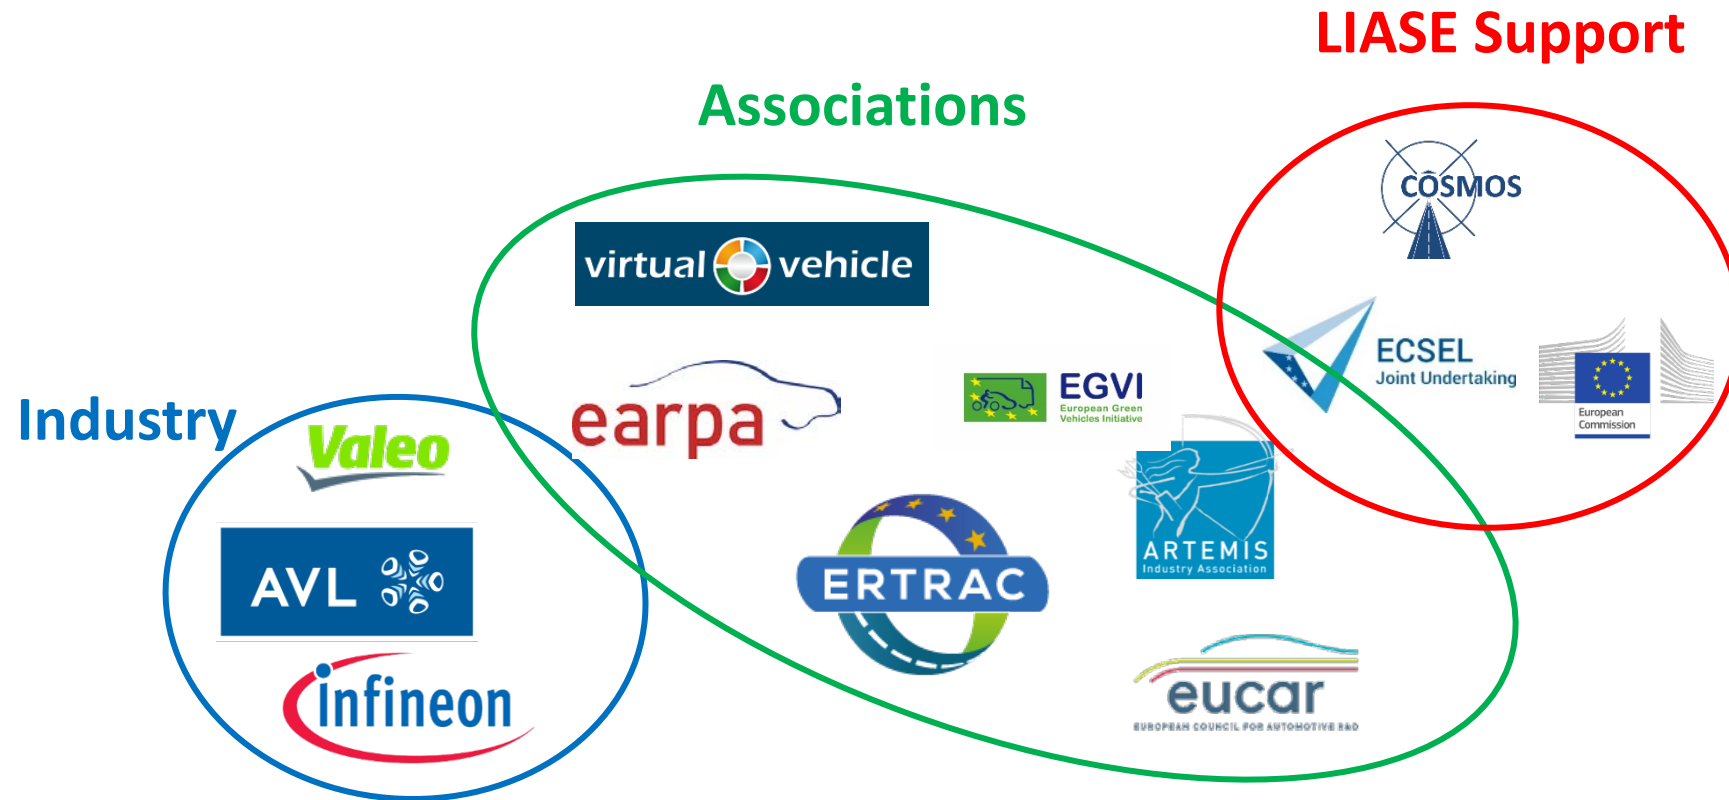 LIASE Support
Associations
CÔSMOS
virtual vehicle
ECSEL
Joint Undertaking
European
Commission
earpa
EGVI
European Green
Vehicles Initiative
Industry
Valeo
AVL
ERTRAC
ARTEMIS
Industry Association
infineon
eucar
EUROPEAN COUNCIL FOR AUTOMOTIVE R&D